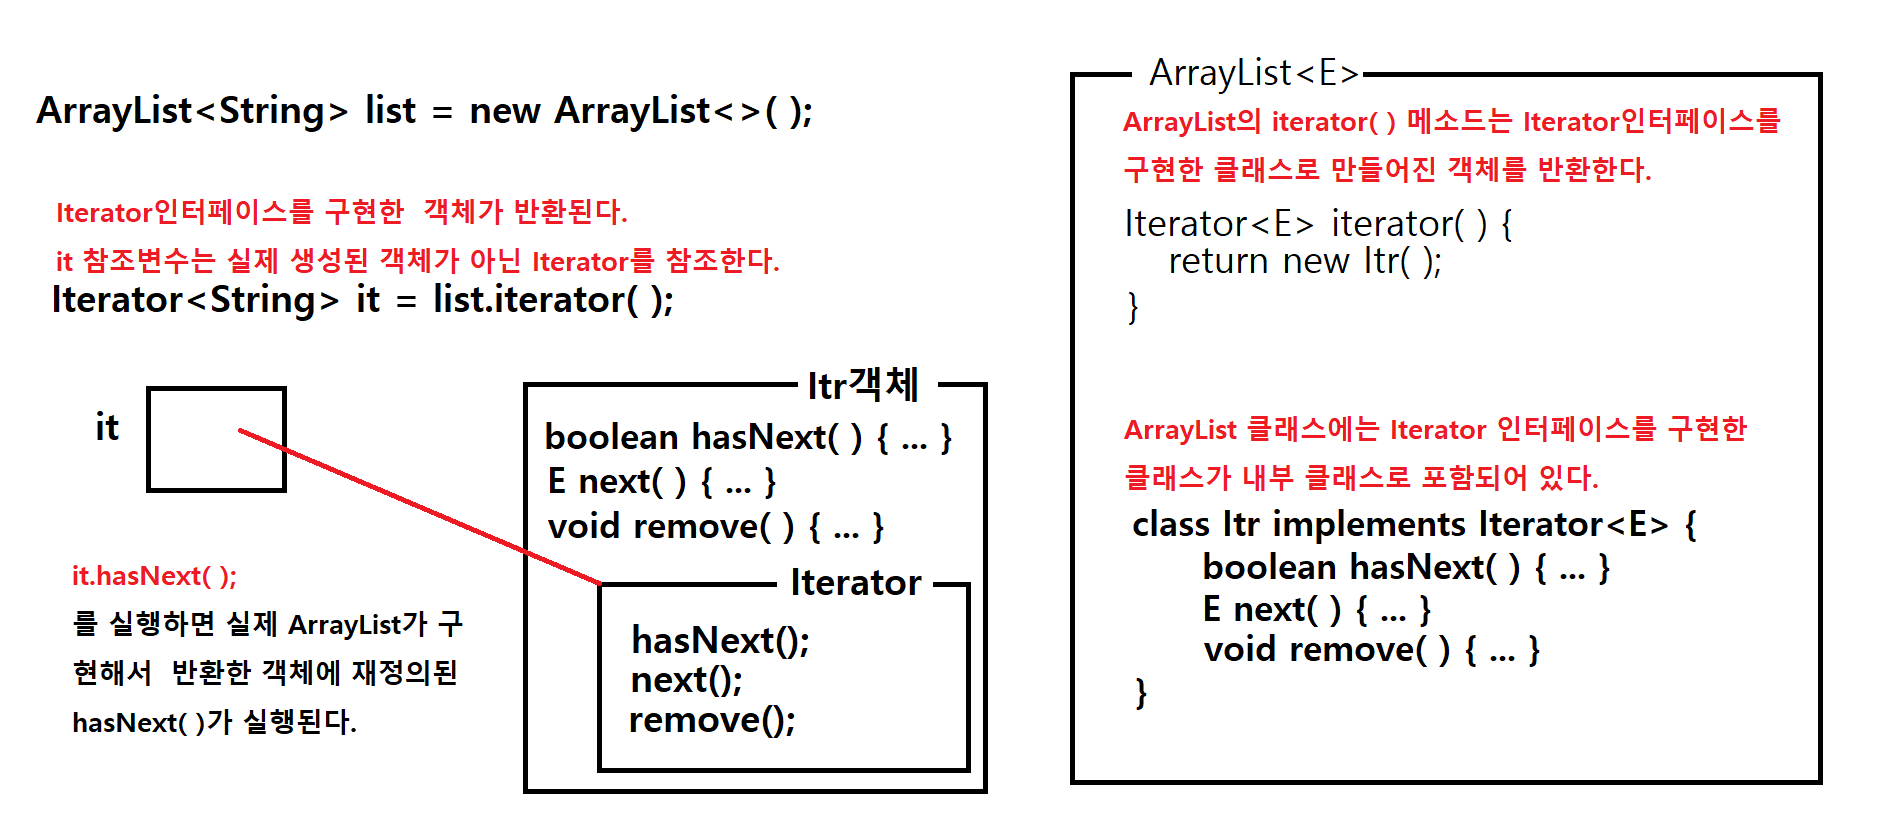 ArrayList<String> list = new ArrayList<>( );
Iterator인터페이스를 구현한 객체가 반환된다.
it 참조변수는 실제 생성된 객체가 아닌 Iterator를 참조한다.
Iterator<String> it = list.iterator( );
it
Itr객체
boolean hasNext( ) { ... }
E next( ) { ... }
void remove( ) { ... }
Iterator
hasNext();
next();
remove();
it.hasNext( );
를 실행하면 실제 ArrayList가 구
현해서 반환한 객체에 재정의된
hasNext( )가 실행된다.
ArrayList<E>
ArrayList의 iterator( ) 메소드는 Iterator인터페이스를
구현한 클래스로 만들어진 객체를 반환한다.
Iterator<E> iterator( ) {
return new Itr( );
}
ArrayList 클래스에는 Iterator 인터페이스를 구현한
클래스가 내부 클래스로 포함되어 있다.
class Itr implements Iterator<E> {
boolean hasNext( ) { ... }
E next( ) { ... }
void remove( ) { ... }
}